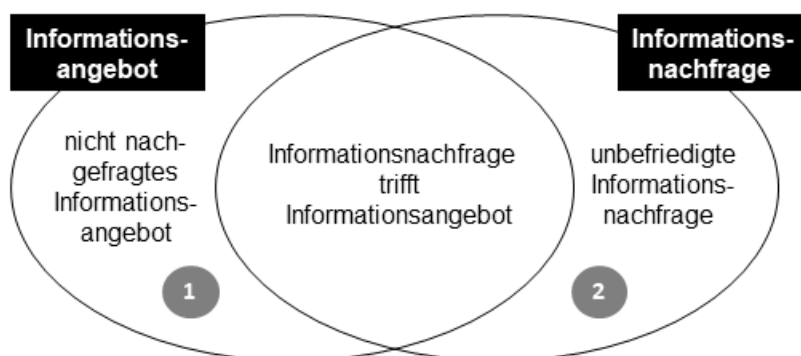 Informations-
angebot
Informations-
nachfrage
nicht nach-
gefragtes
Informations-
angebot
Informationsnachfrage
trifft
Informationsangebot
unbefriedigte
Informations-
nachfrage
1
2